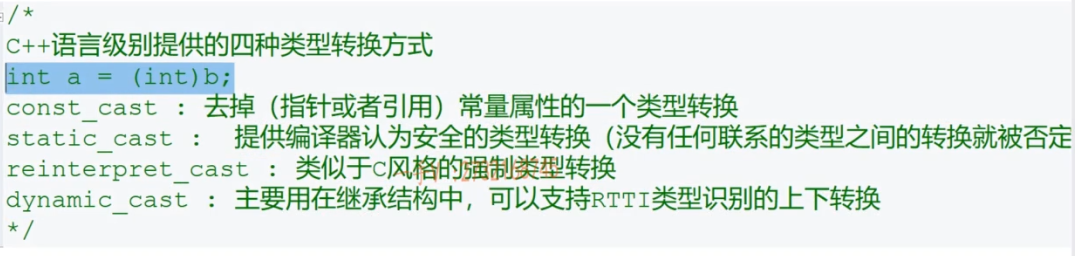 /*
C++语言级别提供的四种类型转换方式
int a = (int)b;
const_cast : 去掉（指针或者引用）常量属性的一个类型转换
static_cast : 提供编译器认为安全的类型转换（没有任何联系的类型之间的转换就被否定
reinterpret_cast : 类似于C风格的强制类型转换
dynamic_cast : 主要用在继承结构中，可以支持RTTI类型识别的上下转换
*/